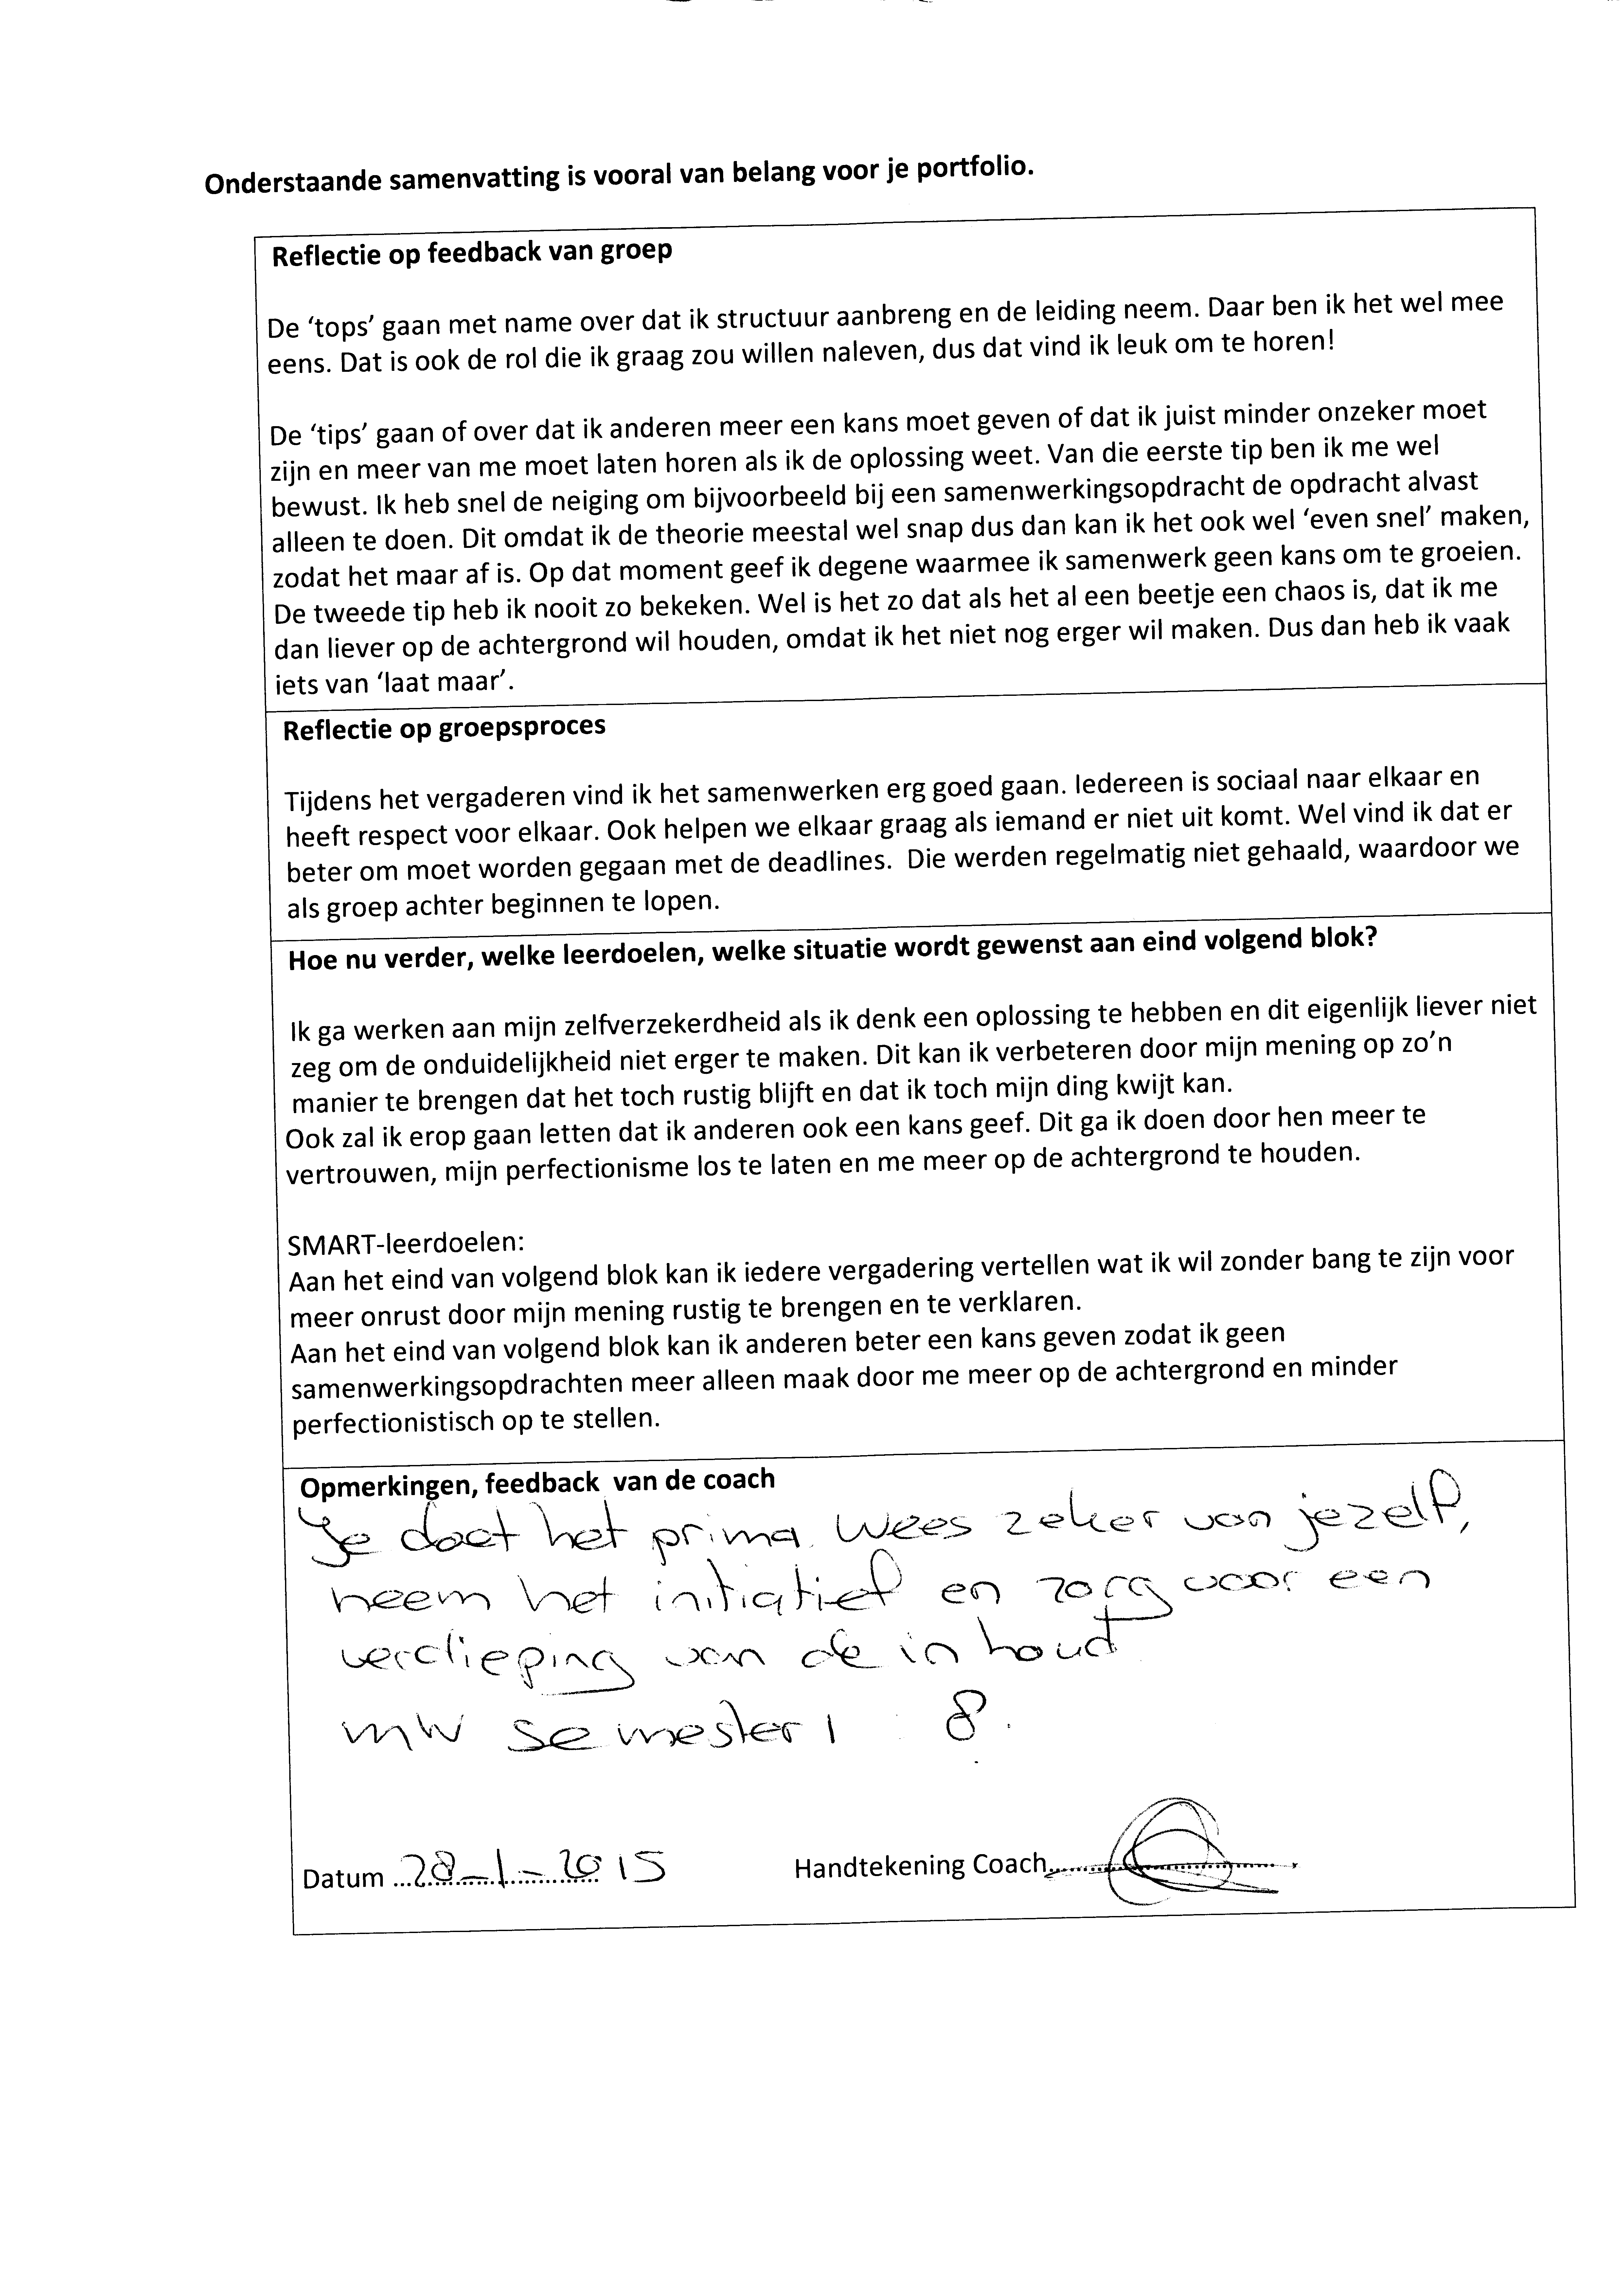 Onderstaande samenvatting is vooral van belang voor je portfolio.
Reflectie op feedback van groep
De ‘tops’ gaan met name over dat ik structuur aanbreng en de leiding neem. Daar ben ik het wel mee
eens. Dat is ook de rol die ik graag zou willen naleven, dus dat vind ik leuk om te horen!
De ‘tips’ gaan of over dat ik anderen meer een kans moet geven of dat ik juist minder onzeker moet
zijn en meer van me moet laten horen als ik de oplossing weet. Van die eerste tip ben ik me wel
bewust. Ik heb snel de neiging om bijvoorbeeld bij een samenwerkingsopdracht de opdracht alvast
alleen te doen. Dit omdat ik de theorie meestal wel snap dus dan kan ik het ook wel ‘even snel’ maken,
zodat het maar af is. Op dat moment geef ik degene waarmee ik samenwerk geen kans om te groeien.
De tweede tip heb ik nooit zo bekeken. Wel is het zo dat als het al een beetje een chaos is, dat ik me
dan liever op de achtergrond wil houden, omdat ik het niet nog erger wil maken. Dus dan heb ik vaak
iets van ‘laat maar’.
Reflectie op groepsproces
Tijdens het vergaderen vind ik het samenwerken erg goed gaan. Iedereen is sociaal naar elkaar en
heeft respect voor elkaar. Ook helpen we elkaar graag als iemand er niet uit komt. Wel vind ik dat er
beter om moet worden gegaan met de deadlines.  Die werden regelmatig niet gehaald, waardoor we
als groep achter beginnen te lopen.
Hoe nu verder, welke leerdoelen, welke situatie wordt gewenst aan eind volgend blok?
Ik ga werken aan mijn zelfverzekerdheid als ik denk een oplossing te hebben en dit eigenlijk liever niet
zeg om de onduidelijkheid niet erger te maken. Dit kan ik verbeteren door mijn mening op zo’n
manier te brengen dat het toch rustig blijft en dat ik toch mijn ding kwijt kan.
Ook zal ik erop gaan letten dat ik anderen ook een kans geef. Dit ga ik doen door hen meer te
vertrouwen, mijn perfectionisme los te laten en me meer op de achtergrond te houden.
SMART-leerdoelen:
Aan het eind van volgend blok kan ik iedere vergadering vertellen wat ik wil zonder bang te zijn voor
meer onrust door mijn mening rustig te brengen en te verklaren.
Aan het eind van volgend blok kan ik anderen beter een kans geven zodat ik geen
samenwerkingsopdrachten meer alleen maak door me meer op de achtergrond en minder
perfectionistisch op te stellen.
Opmerkingen, feedback  van de coach
Je doet het prima. Wees zeker van jezelf,
neem het initiatief en zorg voor een
verdieping van de inhoud
MW semester 1 : 8.
Datum 28-1-2015 Handtekening Coach